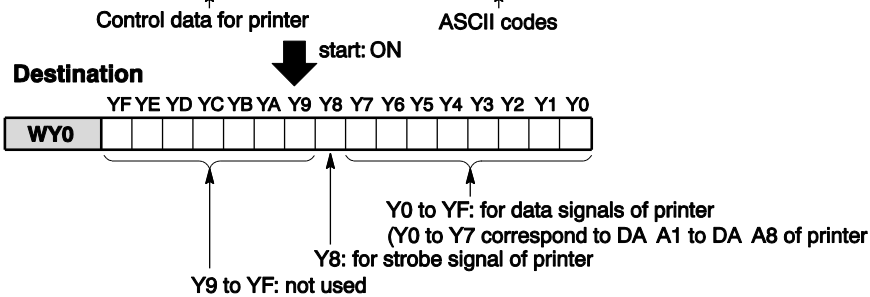 Control data for printer ASCII codes
start: ON
Destination
YF YE YD YC YB YA Y9 Y8 Y7 Y6 Y5 Y4 Y3 Y2 Y1 Y0
WY0
Y0 to YF: for data signals of printer
(Y0 to Y7 correspond to DA A1 to DA A8 of printer
Y8: for strobe signal of printer
Y9 to YF: not used